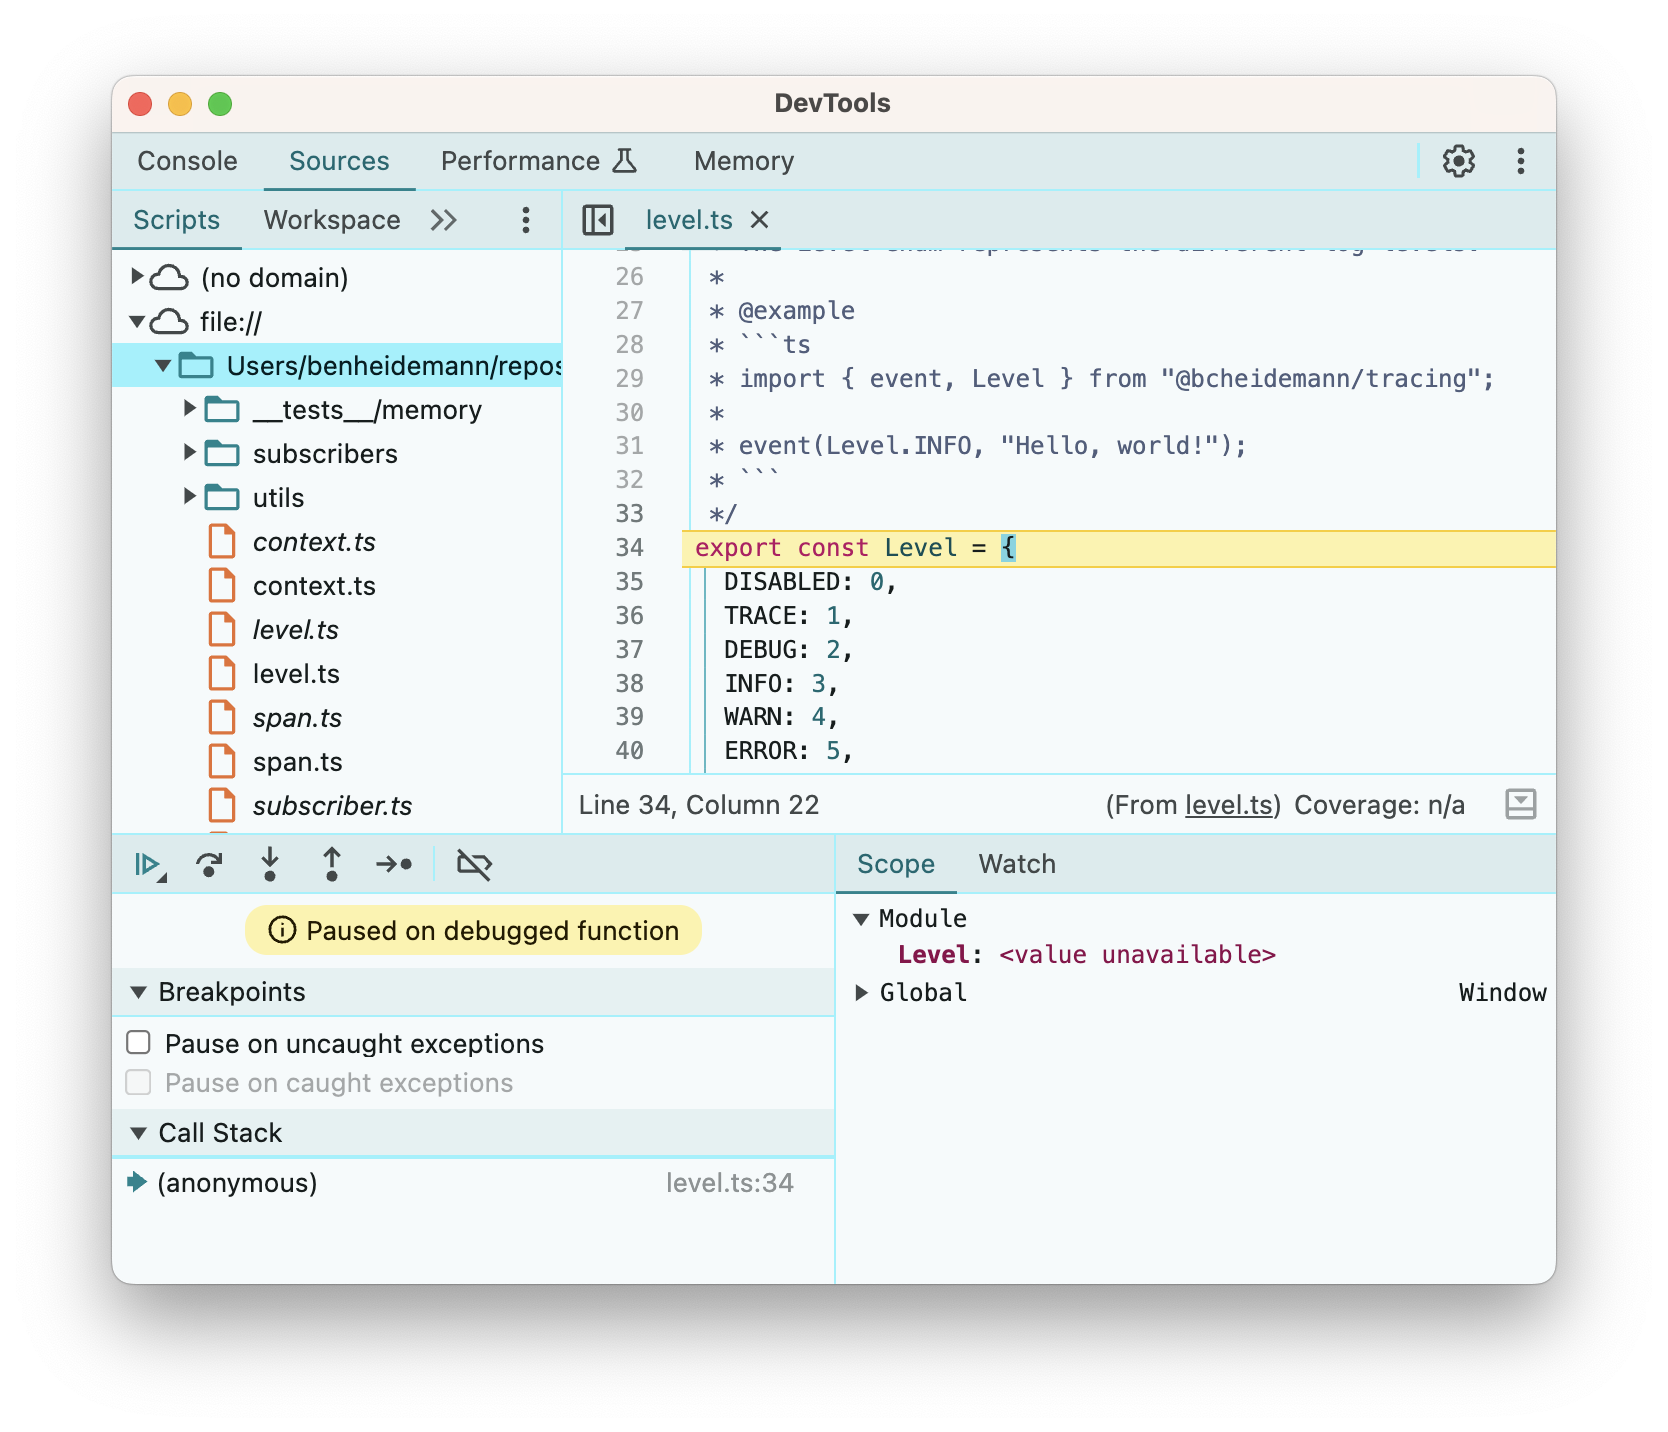 DevTools
Console Sources Performance Memory
Scripts Workspace
level.ts
(no domain)
file://
Users/benheidemann/repos
__tests__/memory
subscribers
utils
context.ts
context.ts
level.ts
level.ts
span.ts
span.ts
subscriber.ts
26 *
27 * @example
28 * ```ts
29 * import { event, Level } from "@bcheidemann/tracing";
30 *
31 * event(Level.INFO, "Hello, world!");
32 * ```
33 */
34 export const Level = {
35 DISABLED: 0,
36 TRACE: 1,
37 DEBUG: 2,
38 INFO: 3,
39 WARN: 4,
40 ERROR: 5,
Line 34, Column 22 (From level.ts) Coverage: n/a
Paused on debugged function
Breakpoints
Pause on uncaught exceptions
Pause on caught exceptions
Call Stack
(anonymous) level.ts:34
Scope Watch
Module
Level: <value unavailable>
Global Window